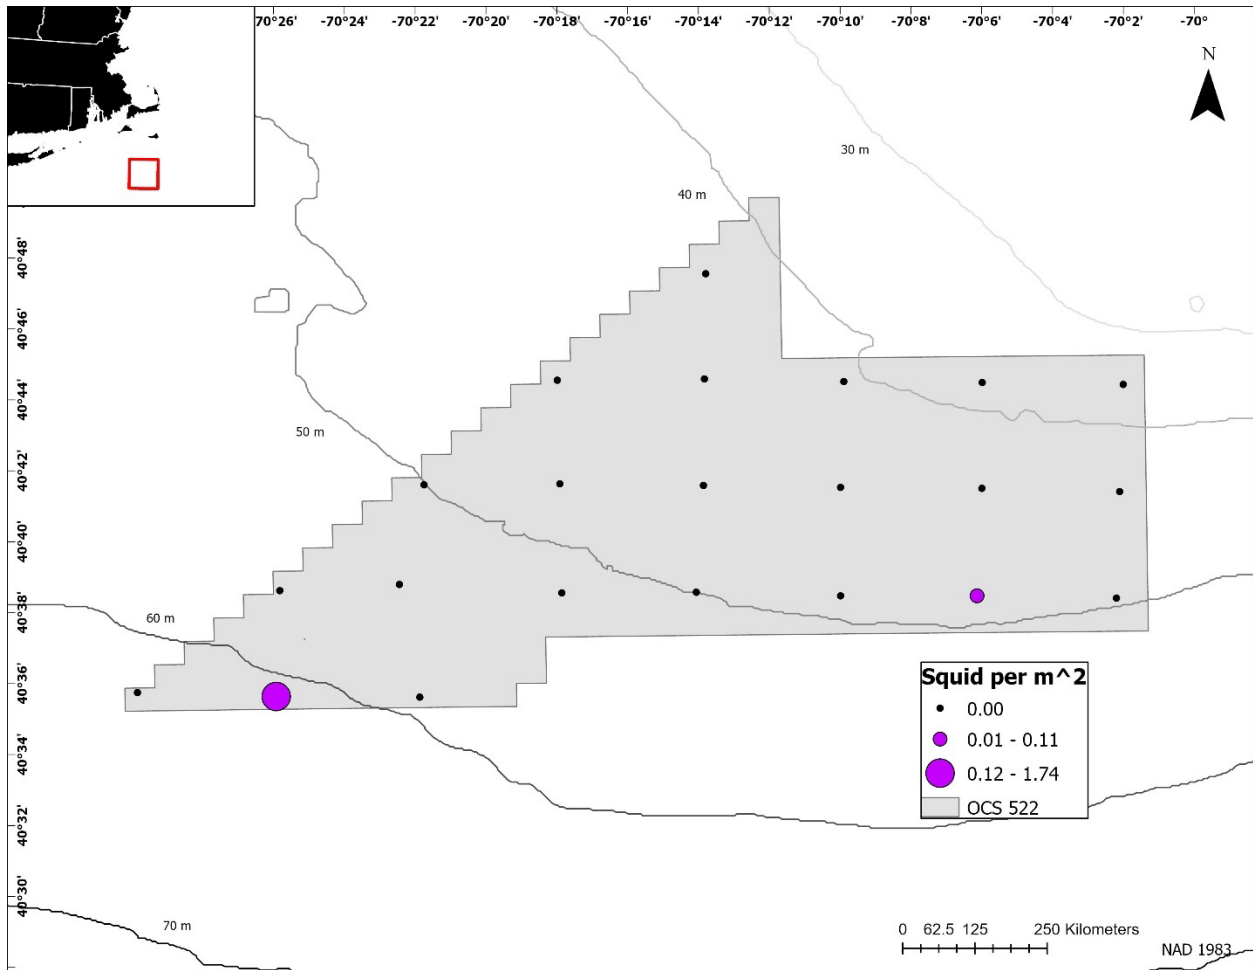 -70°26' -70°24' -70°22' -70°20' -70°18' -70°16' -70°14' -70°12' -70°10' -70°8' -70°6' -70°4' -70°2' -70°
N
30 m
40 m
40°48'
40°46'
40°44'
50 m
40°42'
40°40'
40°38'
60 m
40°36'
Squid per m^2
0.00
0.01 - 0.11
0.12 - 1.74
OCS 522
40°34'
40°32'
40°30'
70 m
0 62.5 125 250 Kilometers
NAD 1983